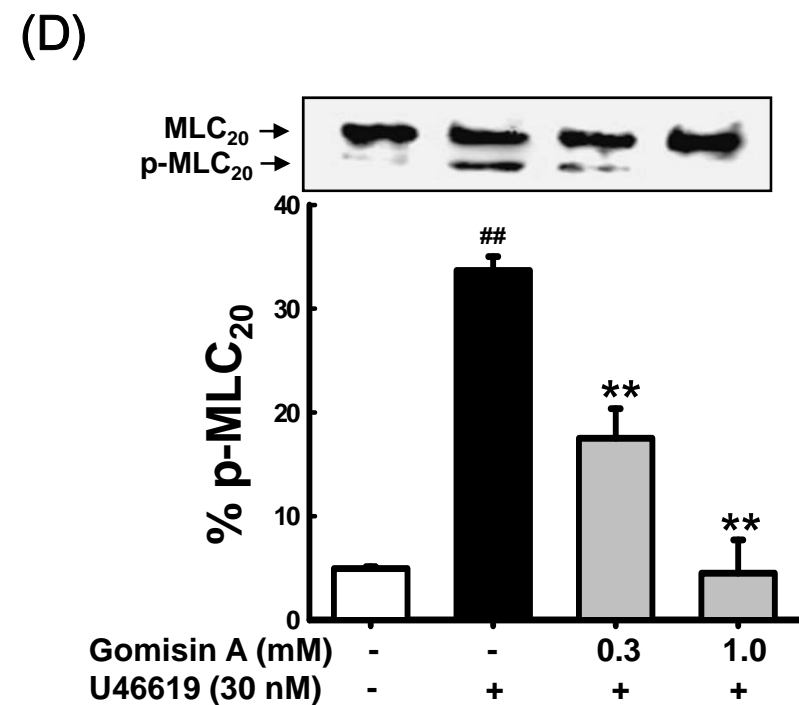 (D)
MLC20 →
p-MLC20 →
40
##
30
% p-MLC20
**
20
**
10
0
Gomisin A (mM) - - 0.3 1.0
U46619 (30 nM) - + + +